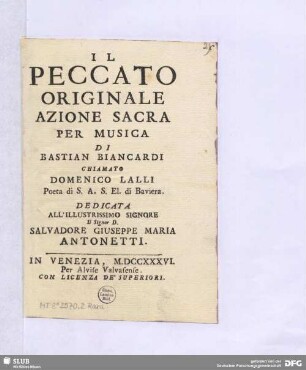 IL
PECCATO
ORIGINALE
AZIONE SACRA
PER MUSICA
DI
BASTIAN BIANCARDI
CHIAMATO
DOMENICO LALLI
Poeta di S. A. S. El. di Baviera.
DEDICATA
ALL'ILLUSTRISSIMO SIGNORE
Il Signor D.
SALVADORE GIUSEPPE MARIA
ANTONETTI.
IN VENEZIA, M.DCCXXXVI.
Per Alvise Valvasense.
CON LICENZA DE' SUPERIORI.
SLUB
DFG